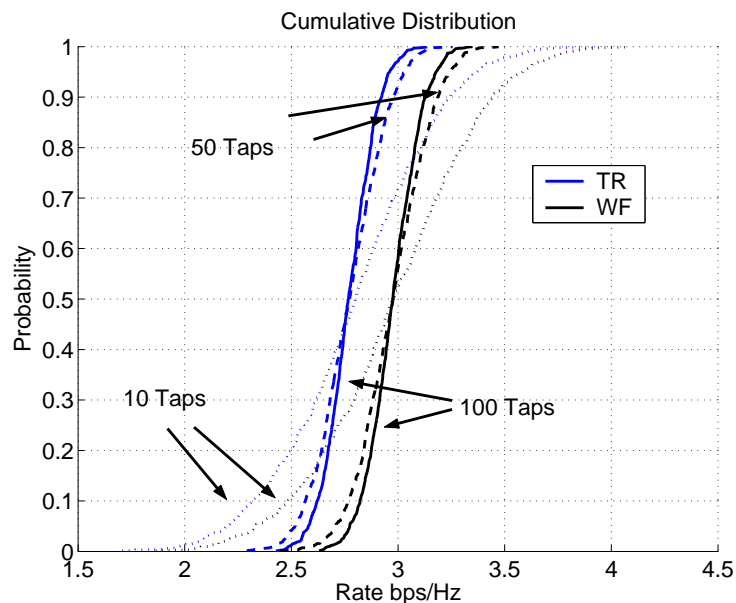 Cumulative Distribution
1
0.9
0.8
0.7
0.6
0.5
0.4
0.3
0.2
0.1
0
Probability
50 Taps
TR
WF
10 Taps
100 Taps
1.5
2
2.5
3
3.5
4
4.5
Rate bps/Hz